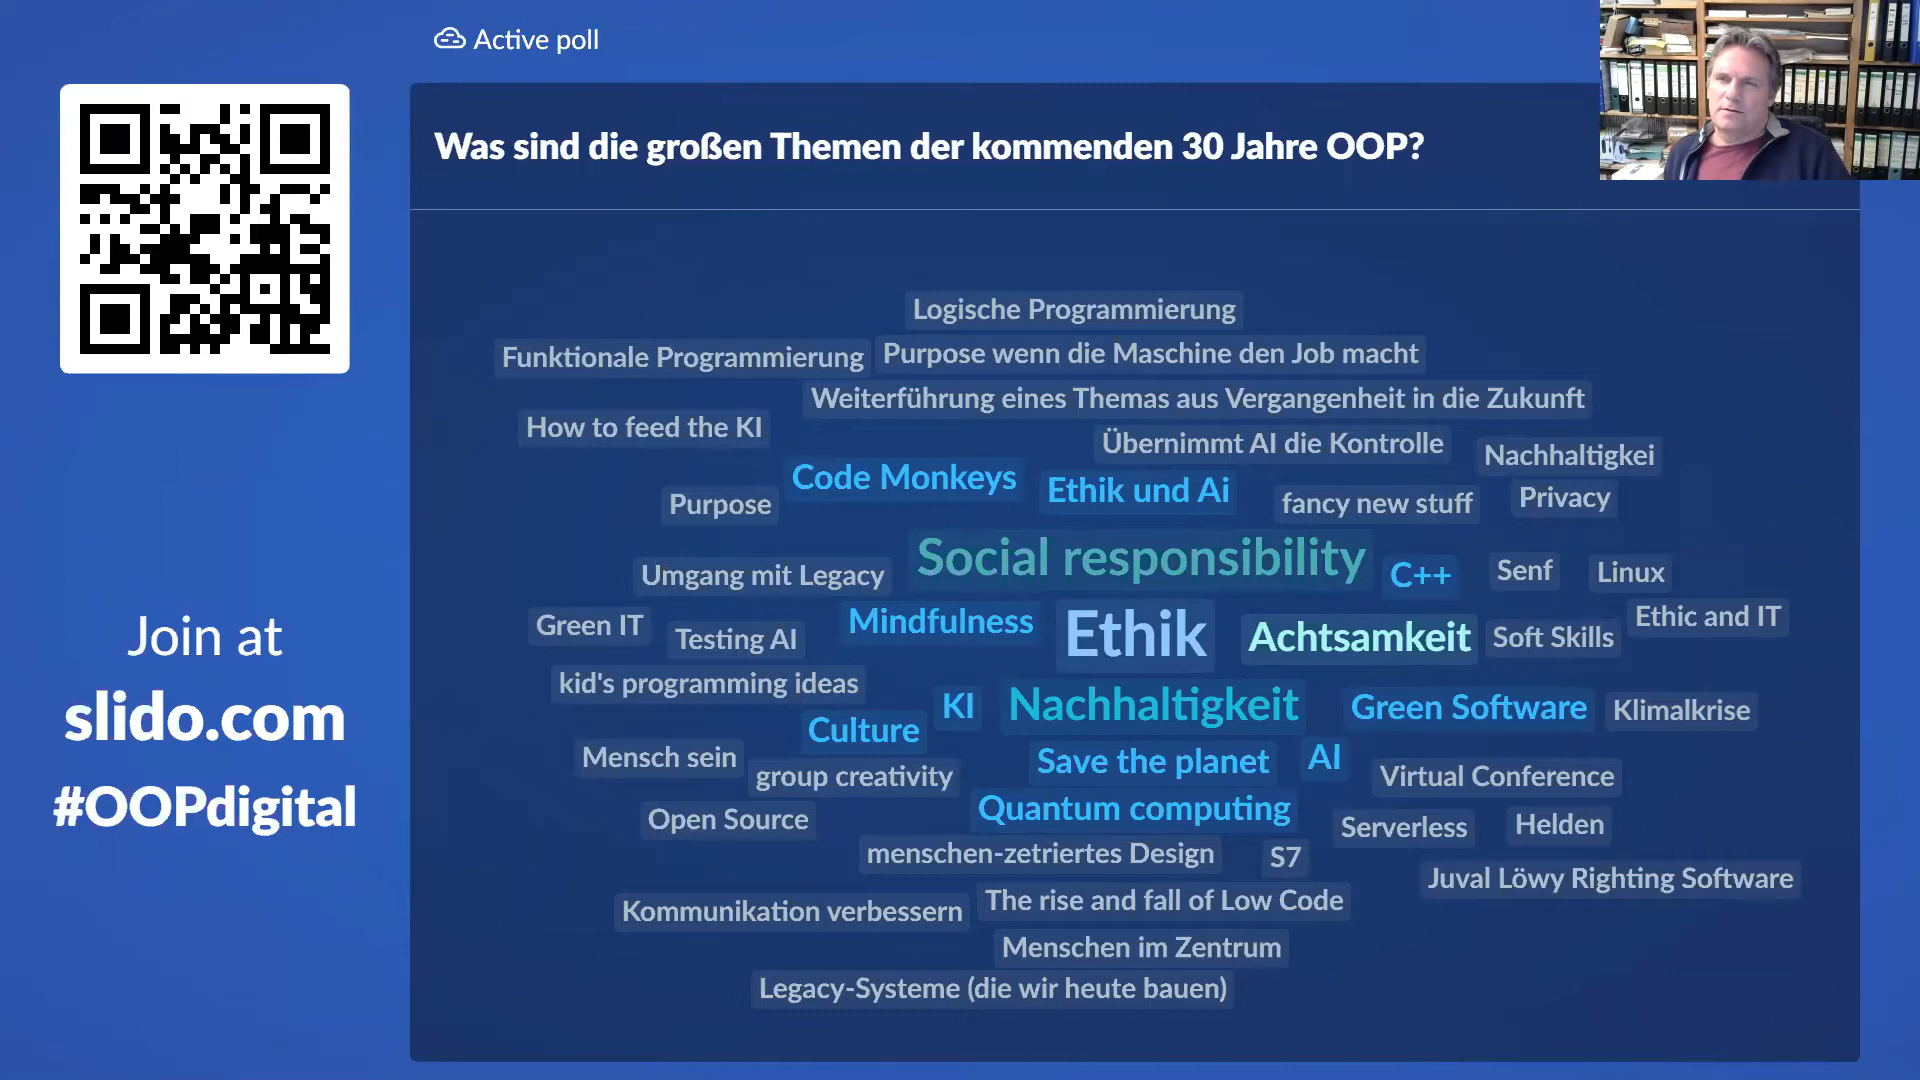 Active poll
Was sind die großen Themen der kommenden 30 Jahre OOP?
Join at
slido.com
#OOPdigital
Logische Programmierung
Funktionale Programmierung
Purpose wenn die Maschine den Job macht
Weiterführung eines Themas aus Vergangenheit in die Zukunft
How to feed the KI
Übernimmt AI die Kontrolle
Nachhaltigkei
Code Monkeys
Ethik und Ai
Purpose
fancy new stuff
Privacy
Social responsibility
Umgang mit Legacy
C++
Senf
Linux
Green IT
Testing AI
Mindfulness
Ethik
Achtsamkeit
Soft Skills
Ethic and IT
kid's programming ideas
KI
Nachhaltigkeit
Green Software
Klimalkrise
Culture
Mensch sein
group creativity
Save the planet
AI
Virtual Conference
Open Source
Quantum computing
Serverless
Helden
menschen-zetriertes Design
S7
Juval Löwy Righting Software
Kommunikation verbessern
The rise and fall of Low Code
Menschen im Zentrum
Legacy-Systeme (die wir heute bauen)